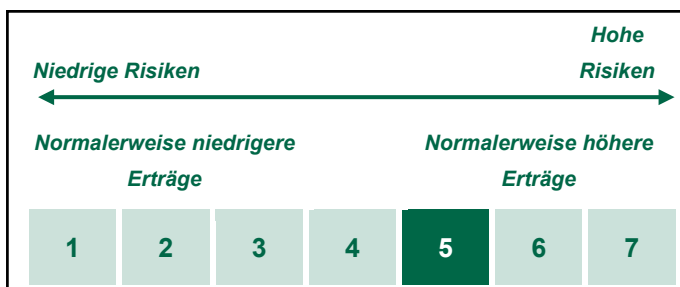 Hohe
Niedrige Risiken Risiken
Normalerweise niedrigere Normalerweise höhere
Erträge Erträge
1 2 3 4 5 6 7